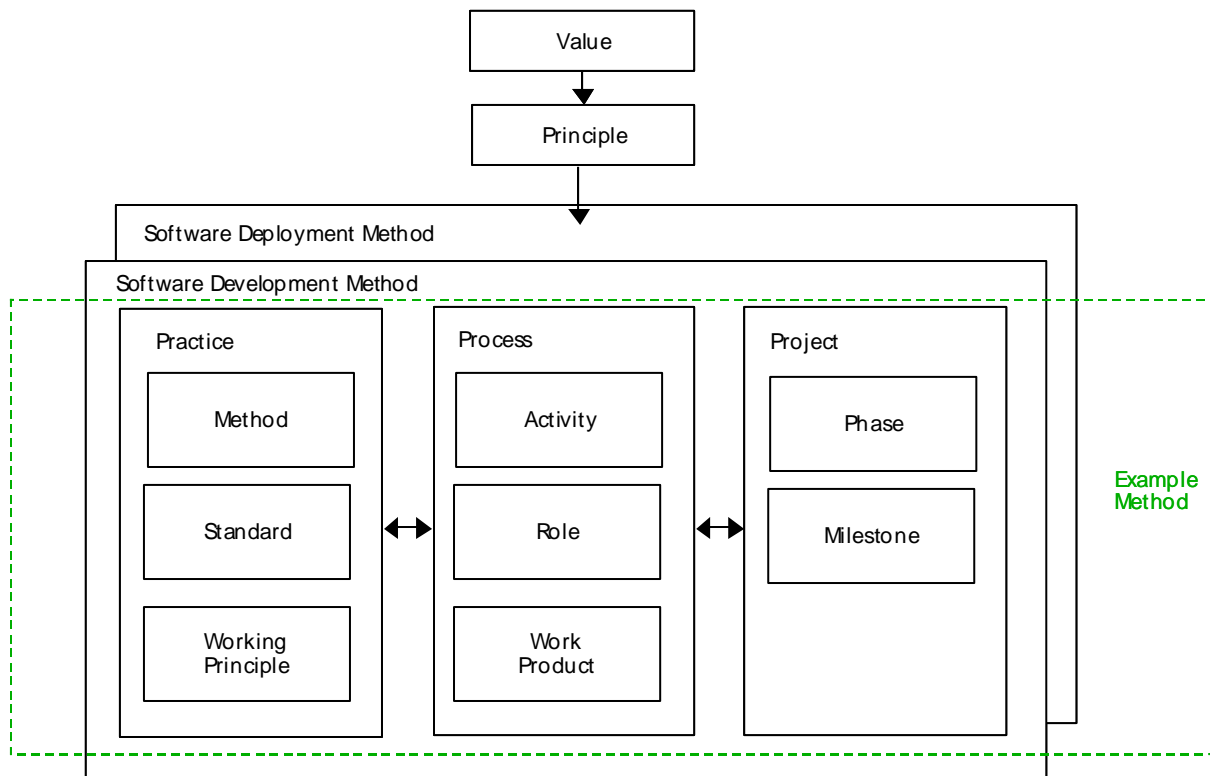 Value
Principle
Software Deployment Method
Software Development Method
Practice
Process
Project
Method
Activity
Phase
Standard
Role
Milestone
Working
Principle
Work
Product
Example
Method